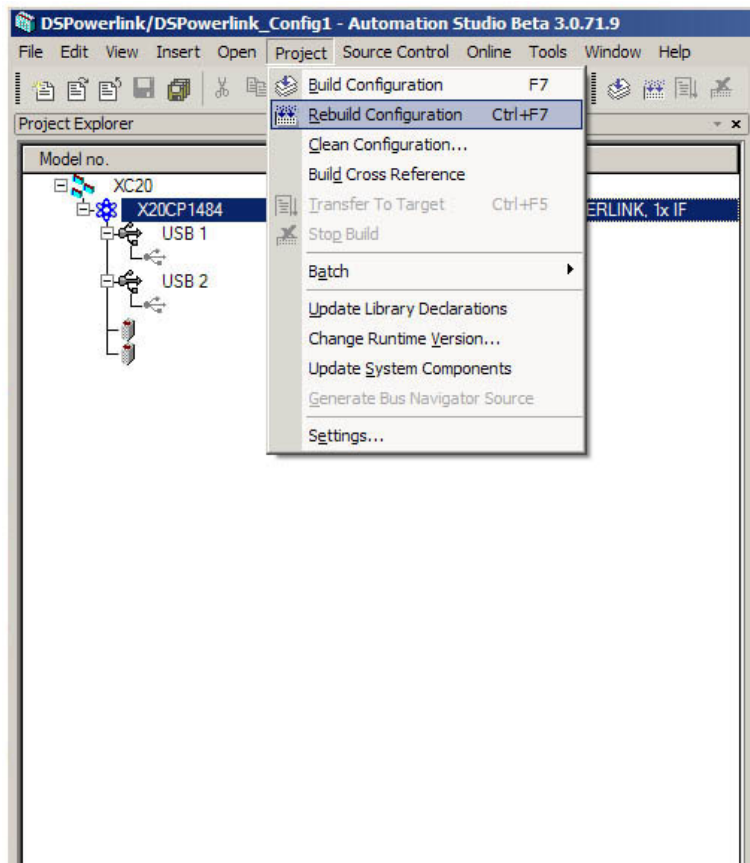 DSPowerlink/DSPowerlink_Config1 - Automation Studio Beta 3.0.71.9
File Edit View Insert Open Project Source Control Online Tools Window Help
Project Explorer
Model no.
XC20
X20CP1484
ERLINK, 1x IF
USB 1
USB 2
Build Configuration F7
Rebuild Configuration Ctrl+F7
Clean Configuration...
Build Cross Reference
Transfer To Target Ctrl+F5
Stop Build
Batch
Update Library Declarations
Change Runtime Version...
Update System Components
Generate Bus Navigator Source
Settings...